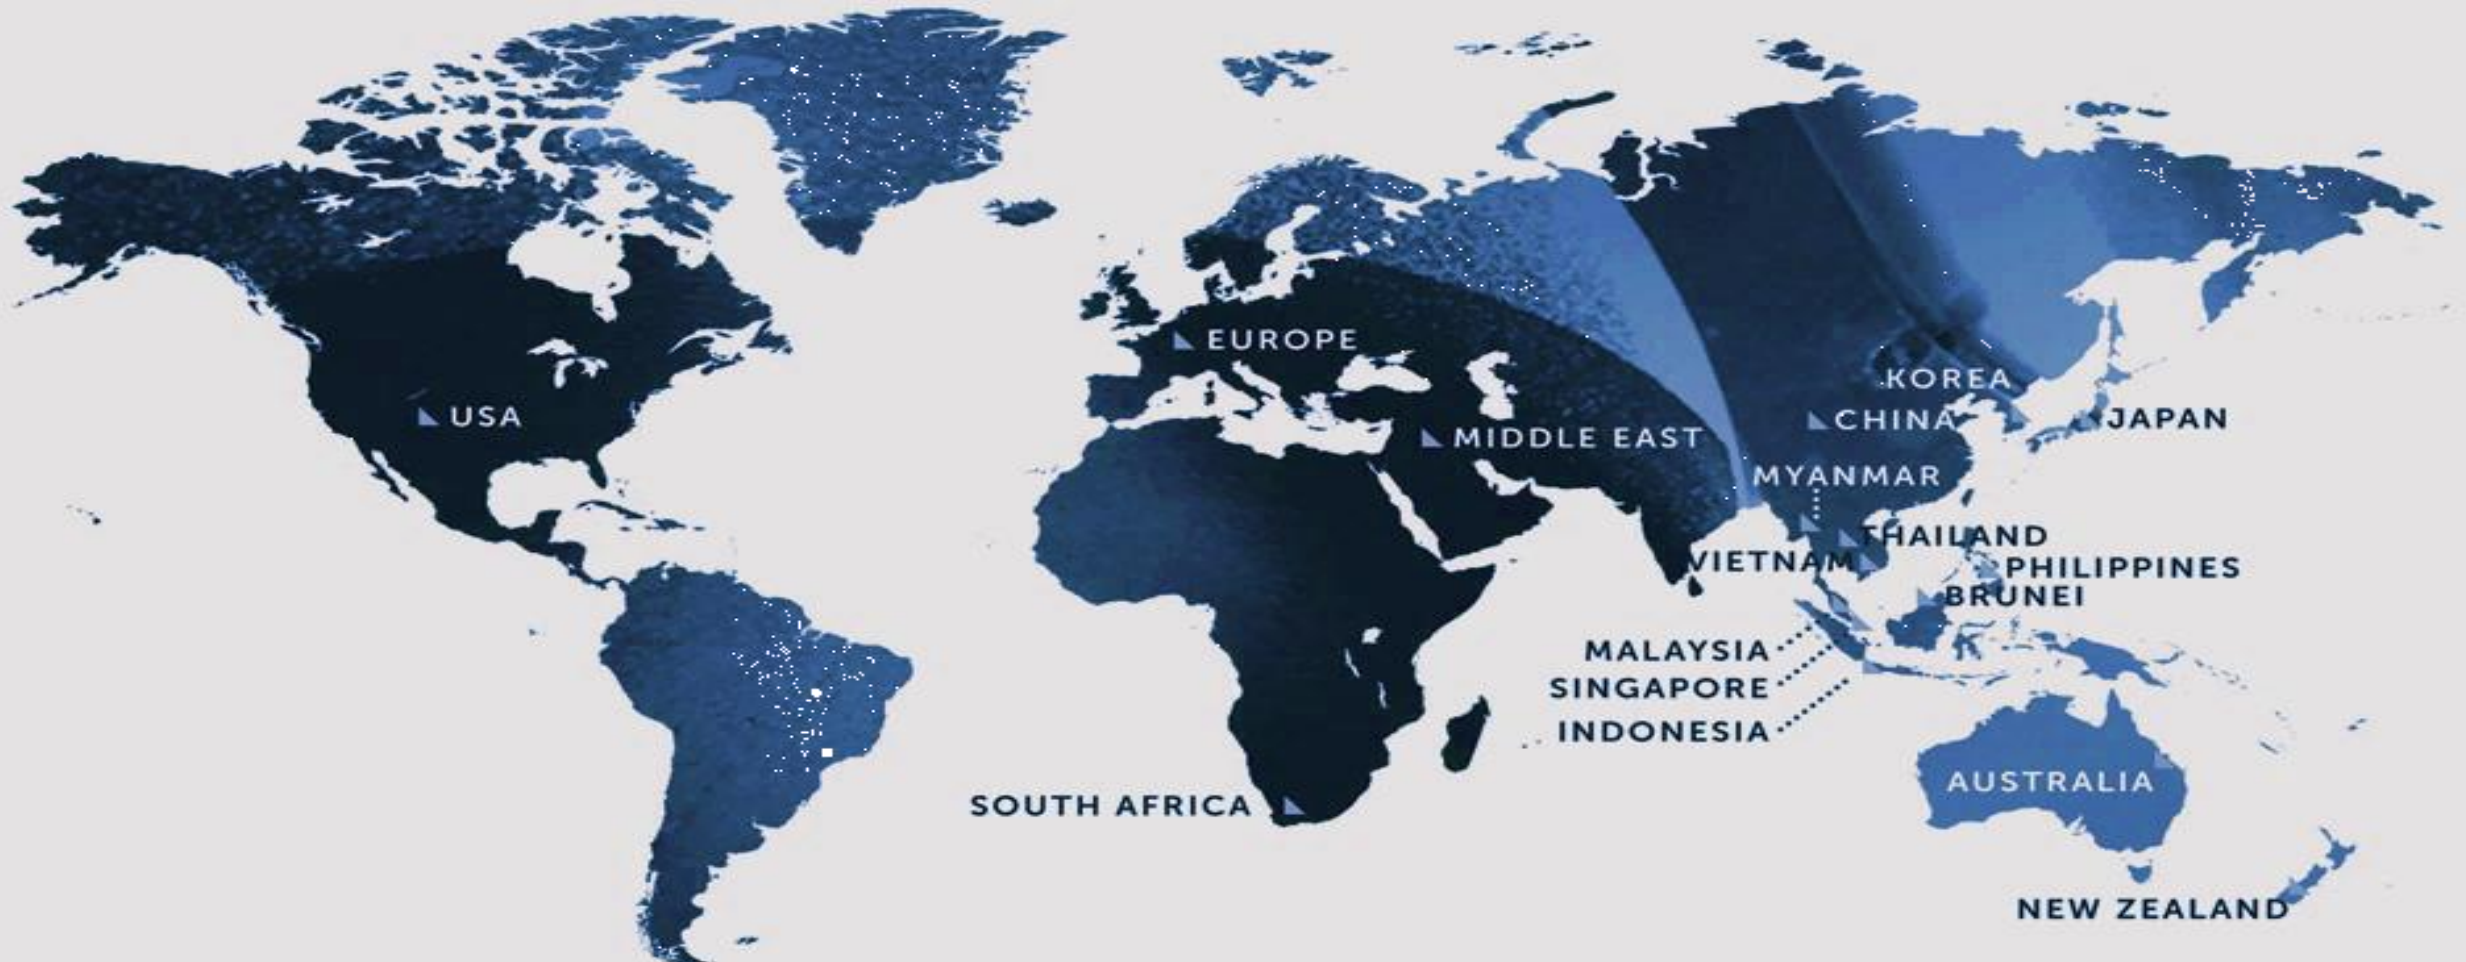 EUROPE
KOREA
USA
CHINA
JAPAN
MIDDLE EAST
MYANMAR
THAILAND
VIETNAM
PHILIPPINES
BRUNEI
MALAYSIA
SINGAPORE
INDONESIA
AUSTRALIA
SOUTH AFRICA
NEW ZEALAND